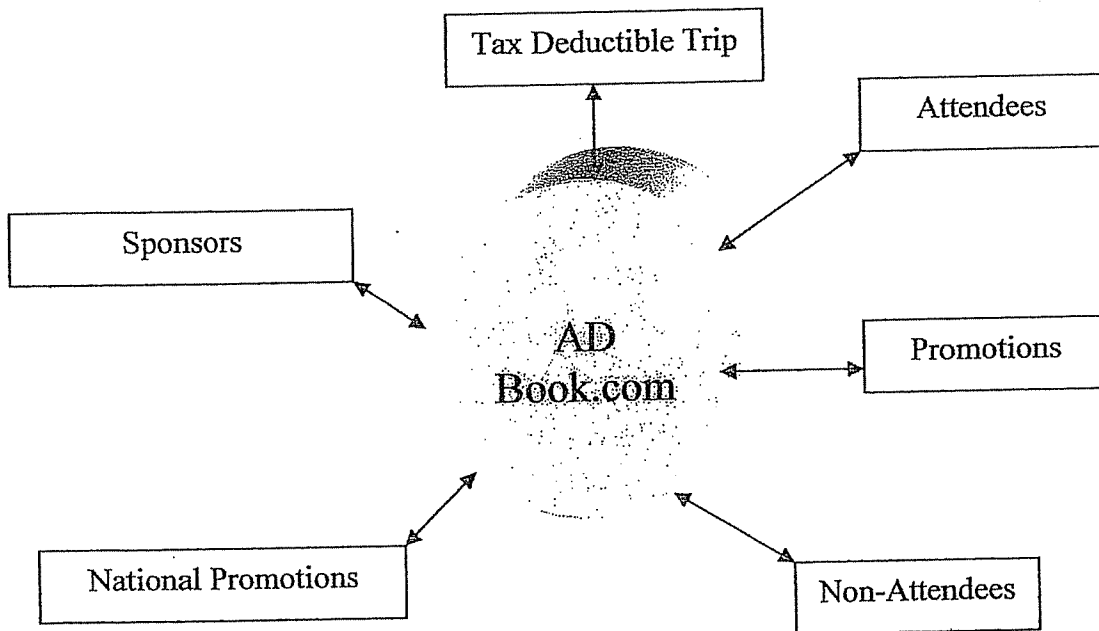 Tax Deductible Trip
Attendees
Sponsors
AD
Book.com
Promotions
National Promotions
Non-Attendees